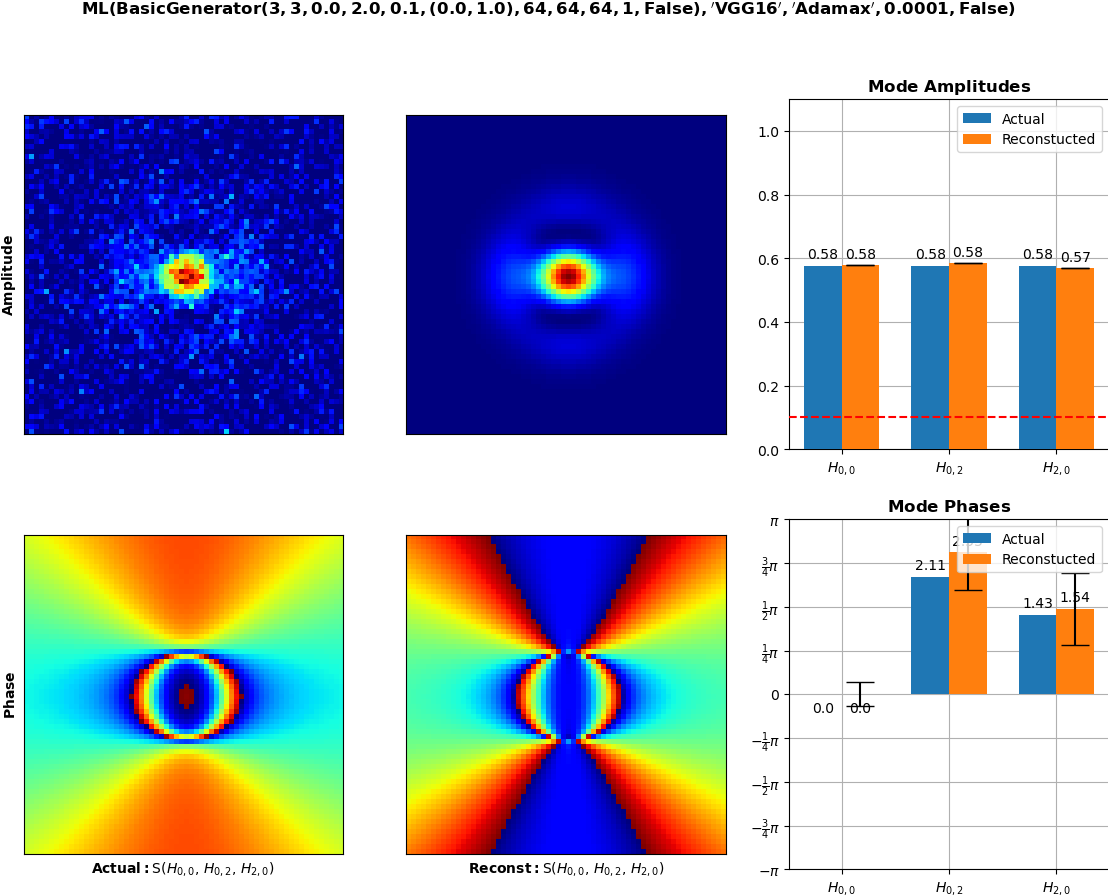 ML(BasicGenerator(3, 3, 0.0, 2.0, 0.1, (0.0, 1.0), 64, 64, 64, 1, False), ′VGG16′, ′Adamax′, 0.0001, False)
Amplitude
Mode Amplitudes
Actual
Reconstucted
1.0
0.8
0.6
0.4
0.2
0.0
0.58 0.58
0.58 0.58
0.58 0.57
H0,0
H0,2
H2,0
Phase
Actual: S(H0,0, H0,2, H2,0)
Reconst: S(H0,0, H0,2, H2,0)
Mode Phases
Actual
Reconstucted
π
3/4π
1/2π
1/4π
0
−1/4π
−1/2π
−3/4π
−π
0.0 0.0
2.11
1.43 1.54
H0,0
H0,2
H2,0